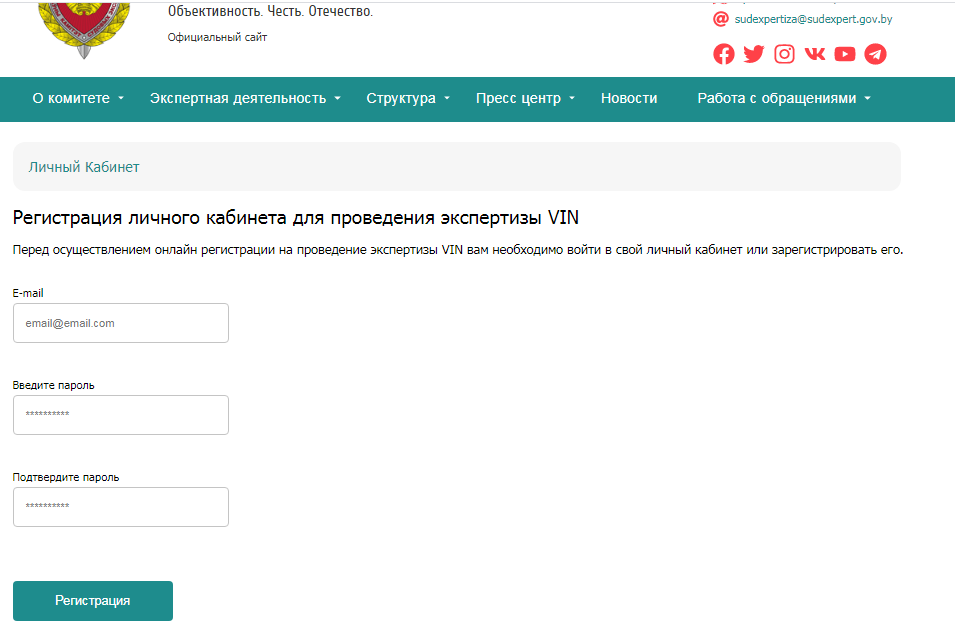 Объективность. Честь. Отечество.
Официальный сайт
sudexpertiza@sudexpert.gov.by
О комитете
Экспертная деятельность
Структура
Пресс центр
Новости
Работа с обращениями
Личный Кабинет
Регистрация личного кабинета для проведения экспертизы VIN
Перед осуществлением онлайн регистрации на проведение экспертизы VIN вам необходимо войти в свой личный кабинет или зарегистрировать его.
E-mail
email@email.com
Введите пароль
**********
Подтвердите пароль
**********
Регистрация